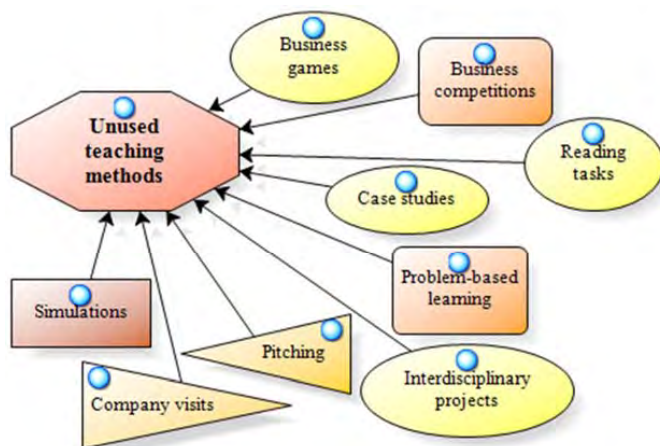 Business
games
Business
competitions
Unused
teaching
methods
Reading
tasks
Case studies
Problem-based
learning
Simulations
Pitching
Interdisciplinary
projects
Company visits